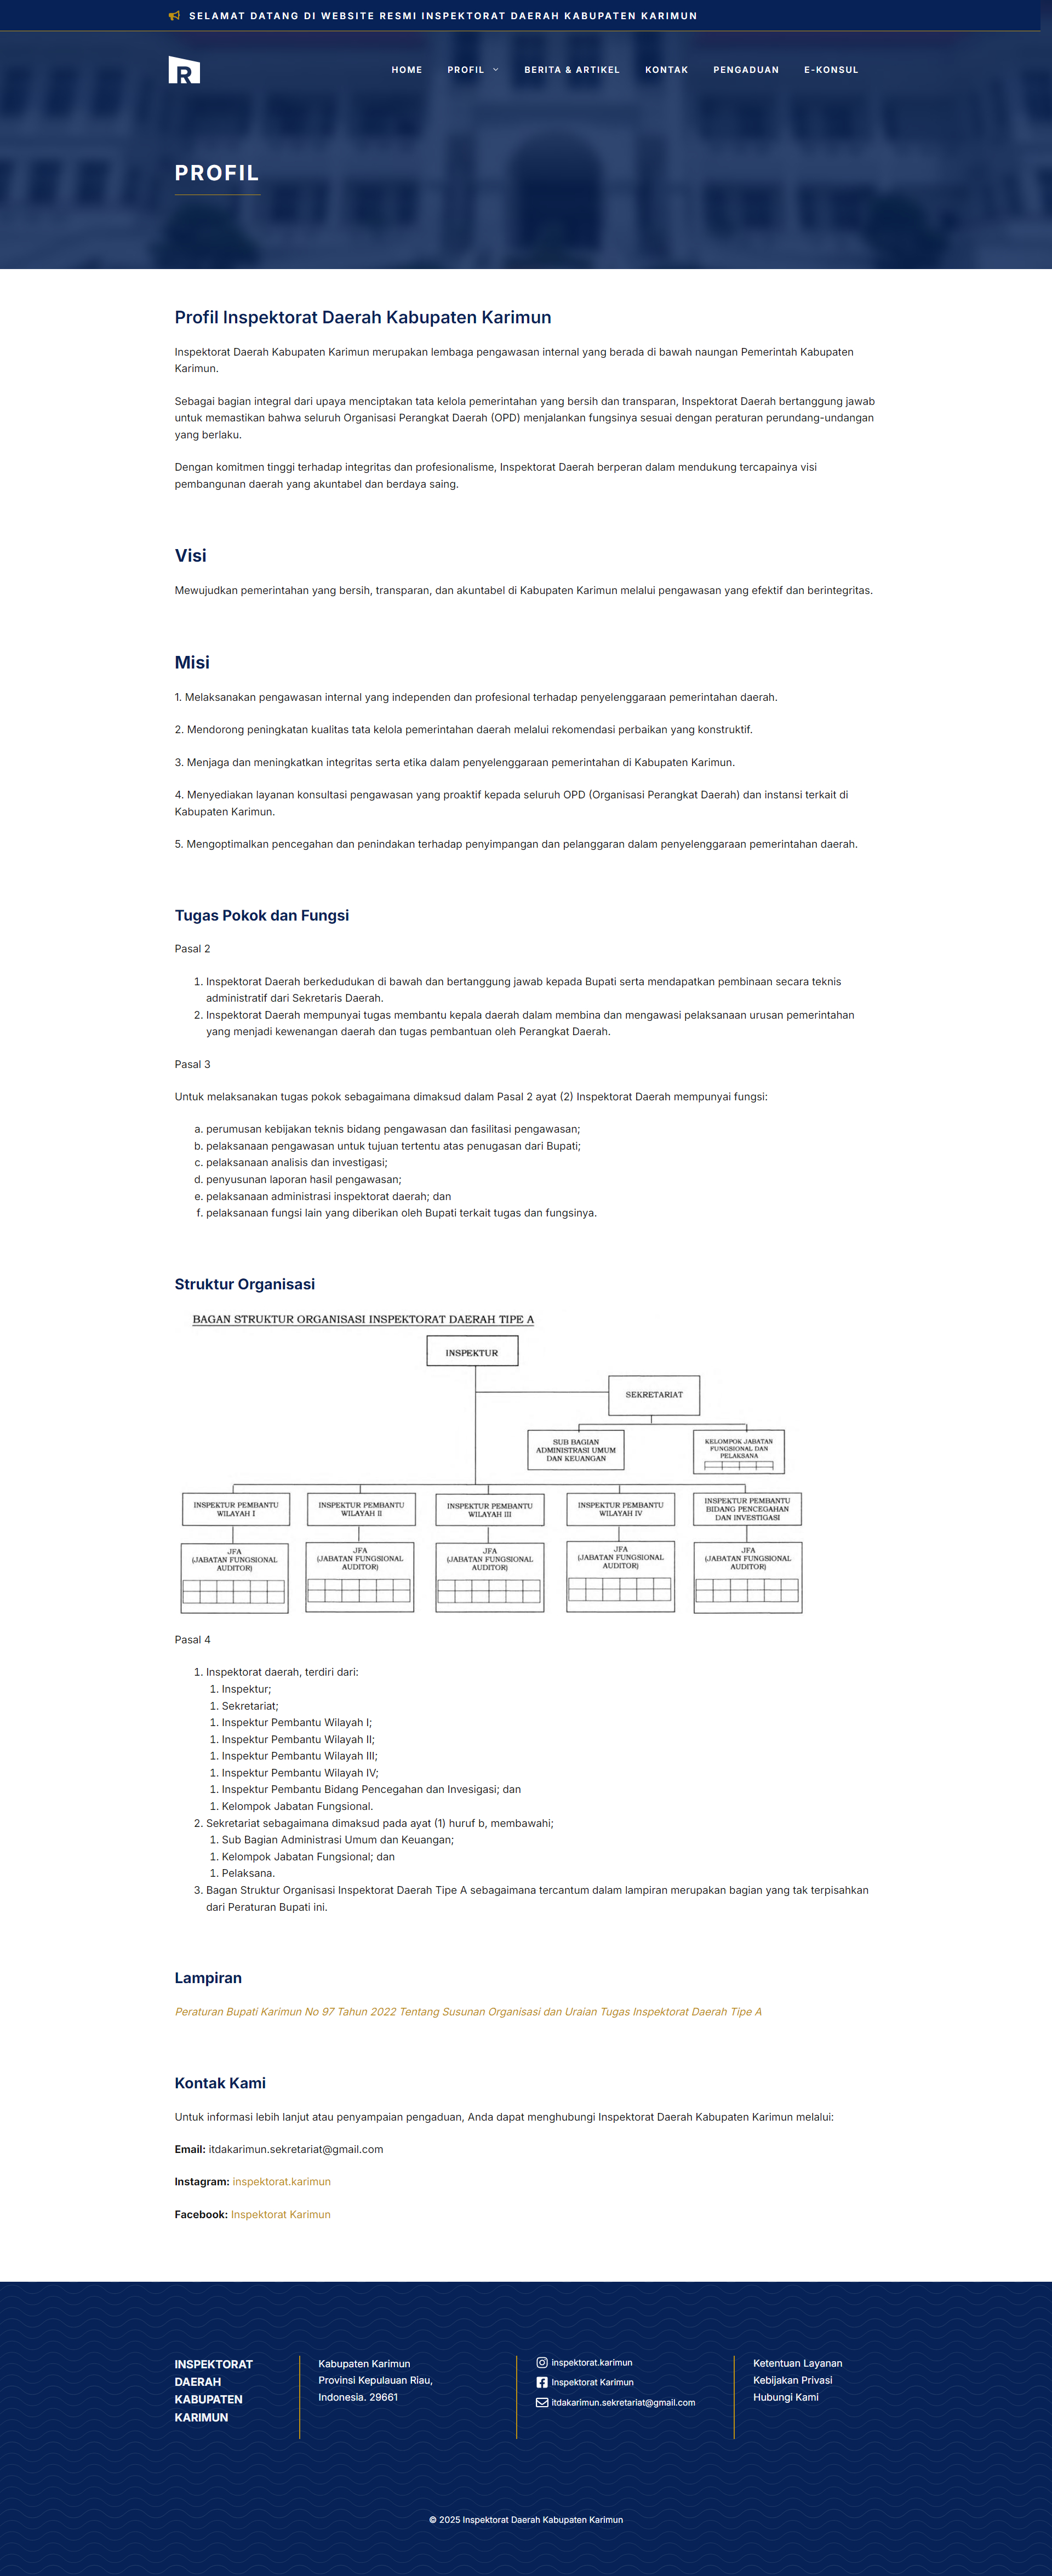 SELAMAT DATANG DI WEBSITE RESMI INSPEKTORAT DAERAH KABUPATEN KARIMUN
R
HOME PROFIL BERITA & ARTIKEL KONTAK PENGADUAN E-KONSUL
PROFIL
Profil Inspektorat Daerah Kabupaten Karimun
Inspektorat Daerah Kabupaten Karimun merupakan lembaga pengawasan internal yang berada di bawah naungan Pemerintah Kabupaten
Karimun.
Sebagai bagian integral dari upaya menciptakan tata kelola pemerintahan yang bersih dan transparan, Inspektorat Daerah bertanggung jawab
untuk memastikan bahwa seluruh Organisasi Perangkat Daerah (OPD) menjalankan fungsinya sesuai dengan peraturan perundang-undangan
yang berlaku.
Dengan komitmen tinggi terhadap integritas dan profesionalisme, Inspektorat Daerah berperan dalam mendukung tercapainya visi
pembangunan daerah yang akuntabel dan berdaya saing.
Visi
Mewujudkan pemerintahan yang bersih, transparan, dan akuntabel di Kabupaten Karimun melalui pengawasan yang efektif dan berintegritas.
Misi
1. Melaksanakan pengawasan internal yang independen dan profesional terhadap penyelenggaraan pemerintahan daerah.
2. Mendorong peningkatan kualitas tata kelola pemerintahan daerah melalui rekomendasi perbaikan yang konstruktif.
3. Menjaga dan meningkatkan integritas serta etika dalam penyelenggaraan pemerintahan di Kabupaten Karimun.
4. Menyediakan layanan konsultasi pengawasan yang proaktif kepada seluruh OPD (Organisasi Perangkat Daerah) dan instansi terkait di
Kabupaten Karimun.
5. Mengoptimalkan pencegahan dan penindakan terhadap penyimpangan dan pelanggaran dalam penyelenggaraan pemerintahan daerah.
Tugas Pokok dan Fungsi
Pasal 2
1. Inspektorat Daerah berkedudukan di bawah dan bertanggung jawab kepada Bupati serta mendapatkan pembinaan secara teknis
administratif dari Sekretaris Daerah.
2. Inspektorat Daerah mempunyai tugas membantu kepala daerah dalam membina dan mengawasi pelaksanaan urusan pemerintahan
yang menjadi kewenangan daerah dan tugas pembantuan oleh Perangkat Daerah.
Pasal 3
Untuk melaksanakan tugas pokok sebagaimana dimaksud dalam Pasal 2 ayat (2) Inspektorat Daerah mempunyai fungsi:
a. perumusan kebijakan teknis bidang pengawasan dan fasilitasi pengawasan;
b. pelaksanaan pengawasan untuk tujuan tertentu atas penugasan dari Bupati;
c. pelaksanaan analisis dan investigasi;
d. penyusunan laporan hasil pengawasan;
e. pelaksanaan administrasi inspektorat daerah; dan
f. pelaksanaan fungsi lain yang diberikan oleh Bupati terkait tugas dan fungsinya.
Struktur Organisasi
BAGAN STRUKTUR ORGANISASI INSPEKTORAT DAERAH TIPE A
INSPEKTUR
SEKRETARIAT
SUB BAGIAN
ADMINISTRASI UMUM
DAN KEUANGAN
KELOMPOK JABATAN
FUNGSIONAL DAN
PELAKSANA
INSPEKTUR PEMBANTU
WILAYAH I
INSPEKTUR PEMBANTU
WILAYAH II
INSPEKTUR PEMBANTU
WILAYAH III
INSPEKTUR PEMBANTU
WILAYAH IV
INSPEKTUR PEMBANTU
BIDANG PENCEGAHAN
DAN INVESTIGASI
JFA
(JABATAN FUNGSIONAL
AUDITOR)
JFA
(JABATAN FUNGSIONAL
AUDITOR)
JFA
(JABATAN FUNGSIONAL
AUDITOR)
JFA
(JABATAN FUNGSIONAL
AUDITOR)
JFA
(JABATAN FUNGSIONAL
AUDITOR)
Pasal 4
1. Inspektorat daerah, terdiri dari:
1. Inspektur;
1. Sekretariat;
1. Inspektur Pembantu Wilayah I;
1. Inspektur Pembantu Wilayah II;
1. Inspektur Pembantu Wilayah III;
1. Inspektur Pembantu Wilayah IV;
1. Inspektur Pembantu Bidang Pencegahan dan Invesigasi; dan
1. Kelompok Jabatan Fungsional.
2. Sekretariat sebagaimana dimaksud pada ayat (1) huruf b, membawahi;
1. Sub Bagian Administrasi Umum dan Keuangan;
1. Kelompok Jabatan Fungsional; dan
1. Pelaksana.
3. Bagan Struktur Organisasi Inspektorat Daerah Tipe A sebagaimana tercantum dalam lampiran merupakan bagian yang tak terpisahkan
dari Peraturan Bupati ini.
Lampiran
Peraturan Bupati Karimun No 97 Tahun 2022 Tentang Susunan Organisasi dan Uraian Tugas Inspektorat Daerah Tipe A
Kontak Kami
Untuk informasi lebih lanjut atau penyampaian pengaduan, Anda dapat menghubungi Inspektorat Daerah Kabupaten Karimun melalui:
Email: itdakarimun.sekretariat@gmail.com
Instagram: inspektorat.karimun
Facebook: Inspektorat Karimun
INSPEKTORAT
DAERAH
KABUPATEN
KARIMUN
Kabupaten Karimun
Provinsi Kepulauan Riau,
Indonesia. 29661
inspektorat.karimun
Inspektorat Karimun
itdakarimun.sekretariat@gmail.com
Ketentuan Layanan
Kebijakan Privasi
Hubungi Kami
© 2025 Inspektorat Daerah Kabupaten Karimun